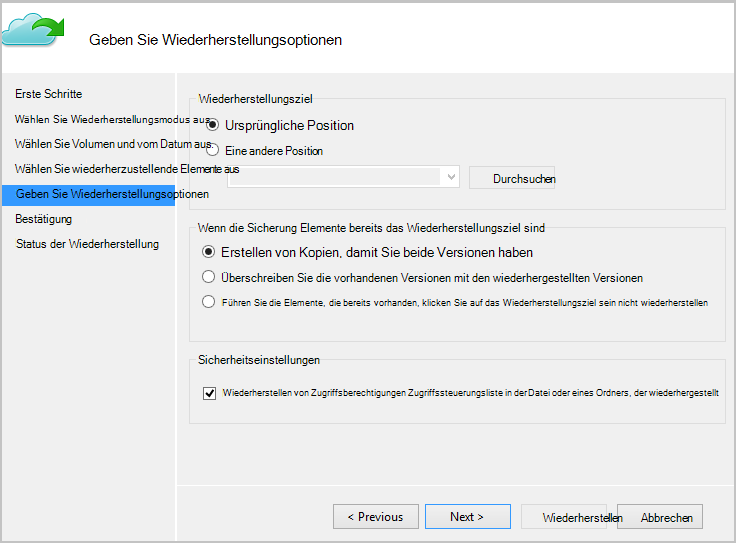 Geben Sie Wiederherstellungsoptionen
Erste Schritte
Wählen Sie Wiederherstellungsmodus aus
Wählen Sie Volumen und vom Datum aus.
Wählen Sie wiederherzustellende Elemente aus
Geben Sie Wiederherstellungsoptionen
Bestätigung
Status der Wiederherstellung
Wiederherstellungsziel
Ursprüngliche Position
Eine andere Position
Durchsuchen
Wenn die Sicherung Elemente bereits das Wiederherstellungsziel sind
Erstellen von Kopien, damit Sie beide Versionen haben
Überschreiben Sie die vorhandenen Versionen mit den wiederhergestellten Versionen
Führen Sie die Elemente, die bereits vorhanden, klicken Sie auf das Wiederherstellungsziel sein nicht wiederherstellen
Sicherheitseinstellungen
Wiederherstellen von Zugriffsberechtigungen Zugriffssteuerungsliste in der Datei oder eines Ordners, der wiederhergestellt
< Previous
Next >
Wiederherstellen
Abbrechen